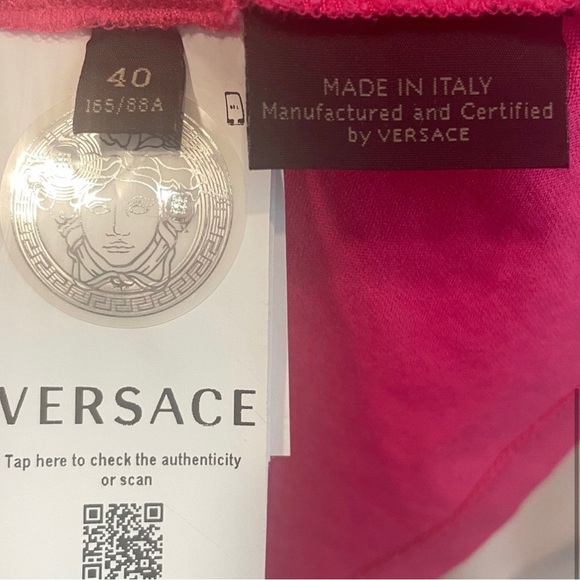 40
165/88A
MADE IN ITALY
Manufactured and Certified
by VERSACE
VERSACE
Tap here to check the authenticity
or scan